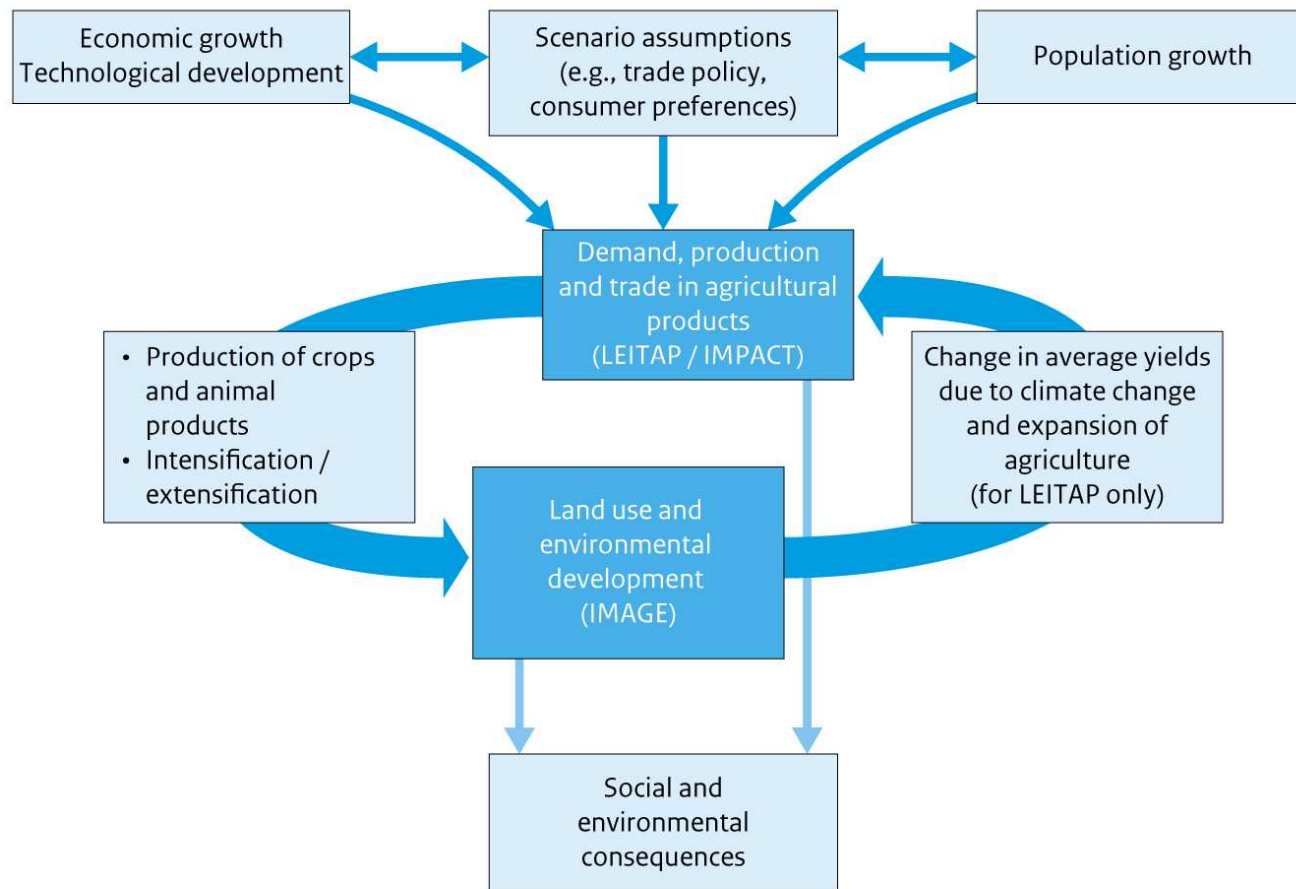 Economic growth
Technological development
Scenario assumptions
(e.g., trade policy,
consumer preferences)
Population growth
Demand, production
and trade in agricultural
products
(LEITAP / IMPACT)
• Production of crops
and animal
products
• Intensification /
extensification
Change in average yields
due to climate change
and expansion of
agriculture
(for LEITAP only)
Land use and
environmental
development
(IMAGE)
Social and
environmental
consequences